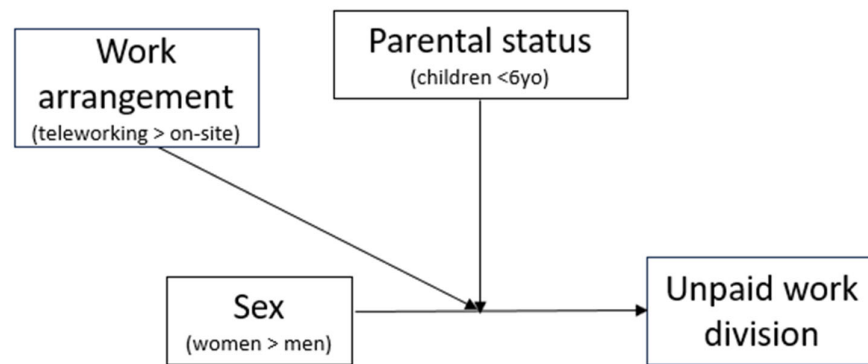 Work
arrangement
(teleworking > on-site)
Parental status
(children <6yo)
Sex
(women > men)
Unpaid work
division